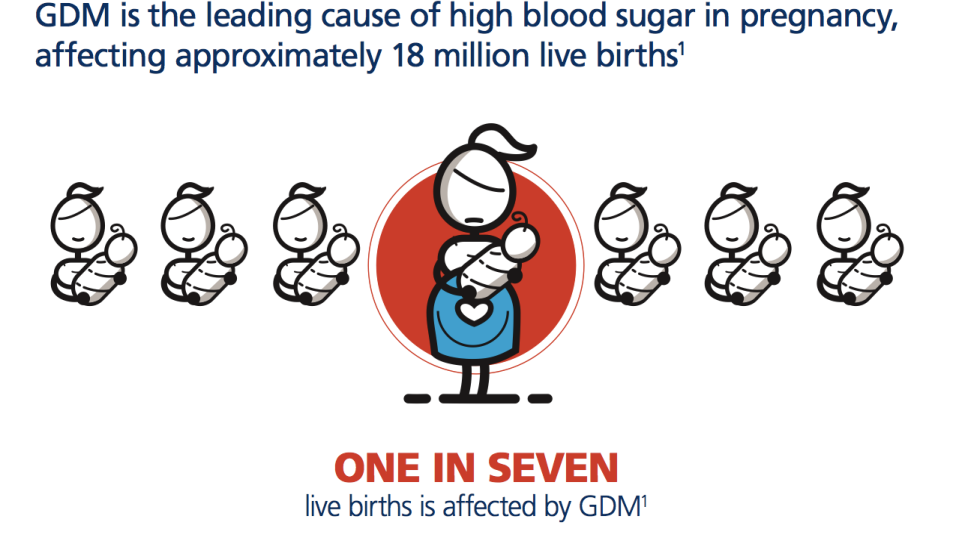 GDM is the leading cause of high blood sugar in pregnancy,
affecting approximately 18 million live births¹
ONE IN SEVEN
live births is affected by GDM¹